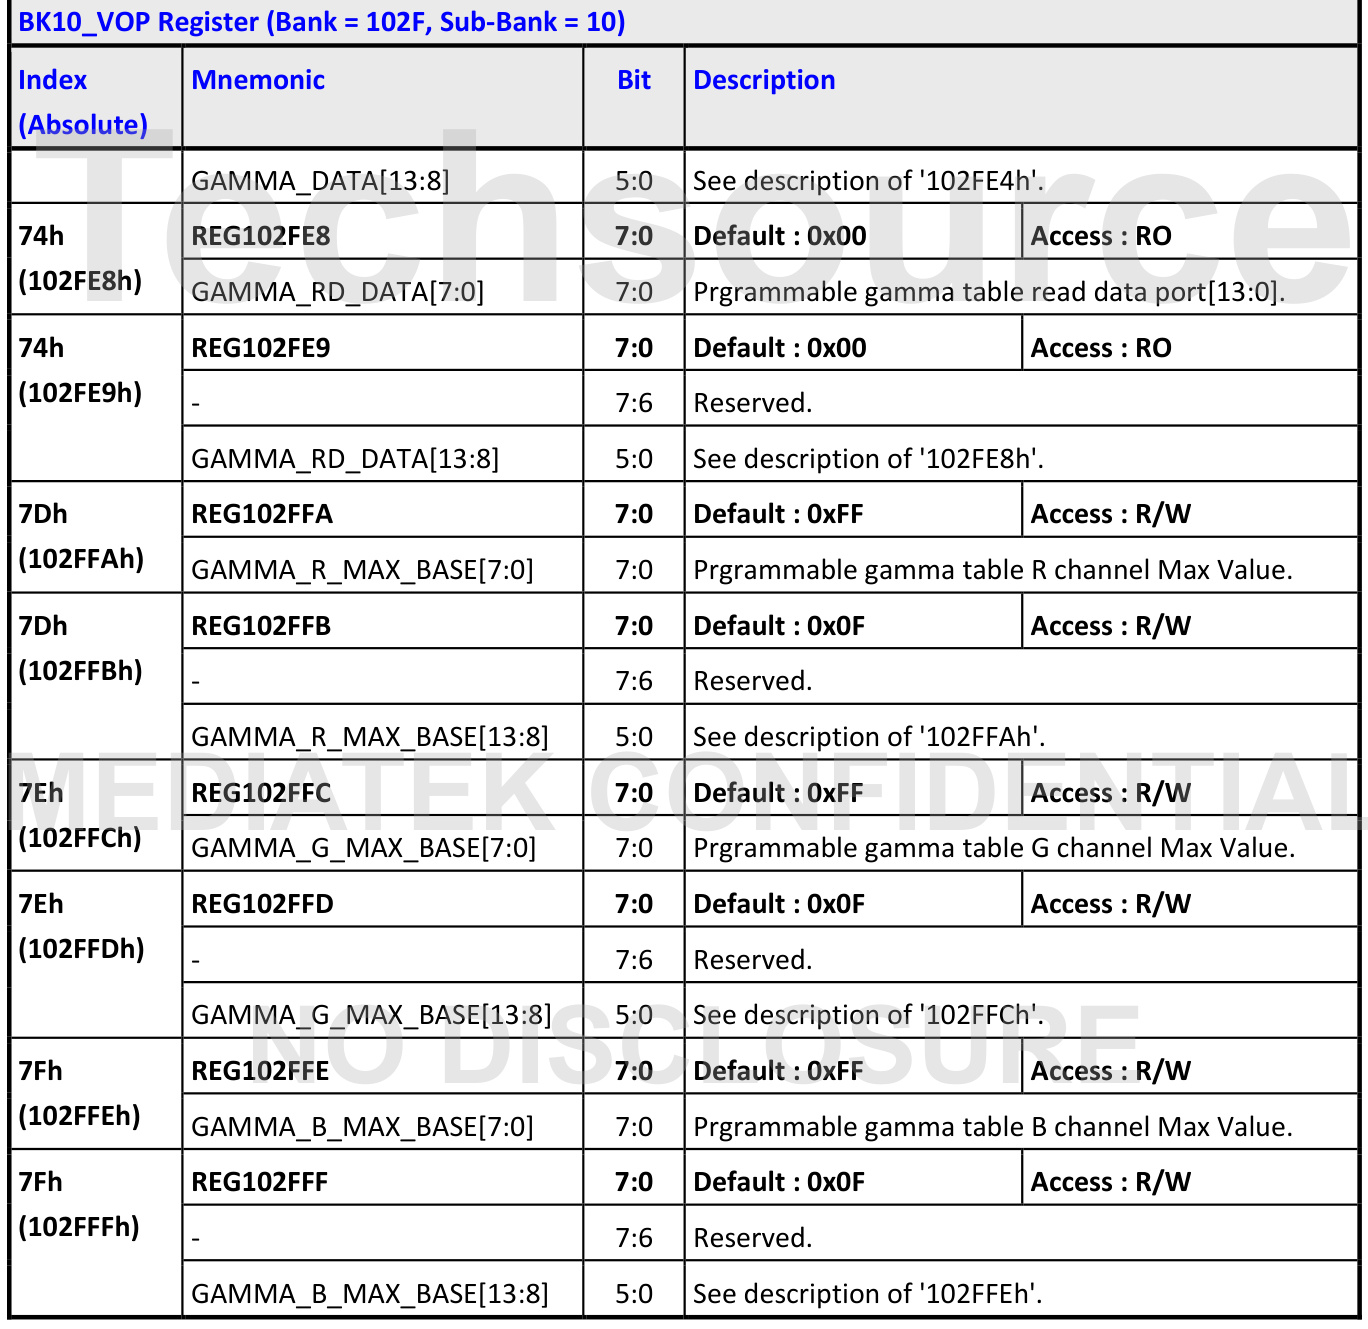 BK10_VOP Register (Bank = 102F, Sub-Bank = 10)
Index (Absolute) Mnemonic Bit Description
GAMMA_DATA[13:8] 5:0 See description of '102FE4h'.
74h (102FE8h) REG102FE8 7:0 Default : 0x00 Access : RO
GAMMA_RD_DATA[7:0] 7:0 Prgrammable gamma table read data port[13:0].
74h (102FE9h) REG102FE9 7:0 Default : 0x00 Access : RO
- 7:6 Reserved.
GAMMA_RD_DATA[13:8] 5:0 See description of '102FE8h'.
7Dh (102FFAh) REG102FFA 7:0 Default : 0xFF Access : R/W
GAMMA_R_MAX_BASE[7:0] 7:0 Prgrammable gamma table R channel Max Value.
7Dh (102FFBh) REG102FFB 7:0 Default : 0x0F Access : R/W
- 7:6 Reserved.
GAMMA_R_MAX_BASE[13:8] 5:0 See description of '102FFAh'.
7Eh (102FFCh) REG102FFC 7:0 Default : 0xFF Access : R/W
GAMMA_G_MAX_BASE[7:0] 7:0 Prgrammable gamma table G channel Max Value.
7Eh (102FFDh) REG102FFD 7:0 Default : 0x0F Access : R/W
- 7:6 Reserved.
GAMMA_G_MAX_BASE[13:8] 5:0 See description of '102FFCh'.
7Fh (102FFEh) REG102FFE 7:0 Default : 0xFF Access : R/W
GAMMA_B_MAX_BASE[7:0] 7:0 Prgrammable gamma table B channel Max Value.
7Fh (102FFFh) REG102FFF 7:0 Default : 0x0F Access : R/W
- 7:6 Reserved.
GAMMA_B_MAX_BASE[13:8] 5:0 See description of '102FFEh'.
Techsource
MEDIATEK CONFIDENTIAL
NO DISCLOSURE